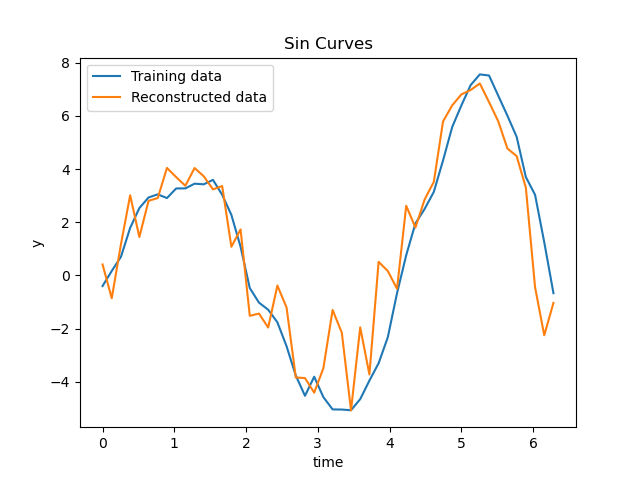 Sin Curves
Training data
Reconstructed data
y
8
6
4
2
0
−2
−4
0 1 2 3 4 5 6
time